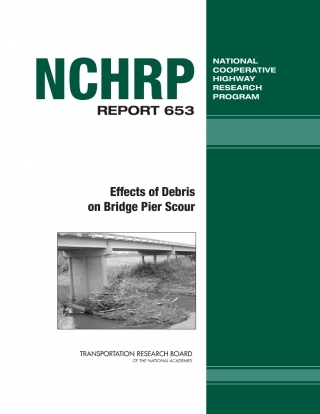 NCHRP
REPORT 653
NATIONAL
COOPERATIVE
HIGHWAY
RESEARCH
PROGRAM
Effects of Debris
on Bridge Pier Scour
TRANSPORTATION RESEARCH BOARD
OF THE NATIONAL ACADEMIES